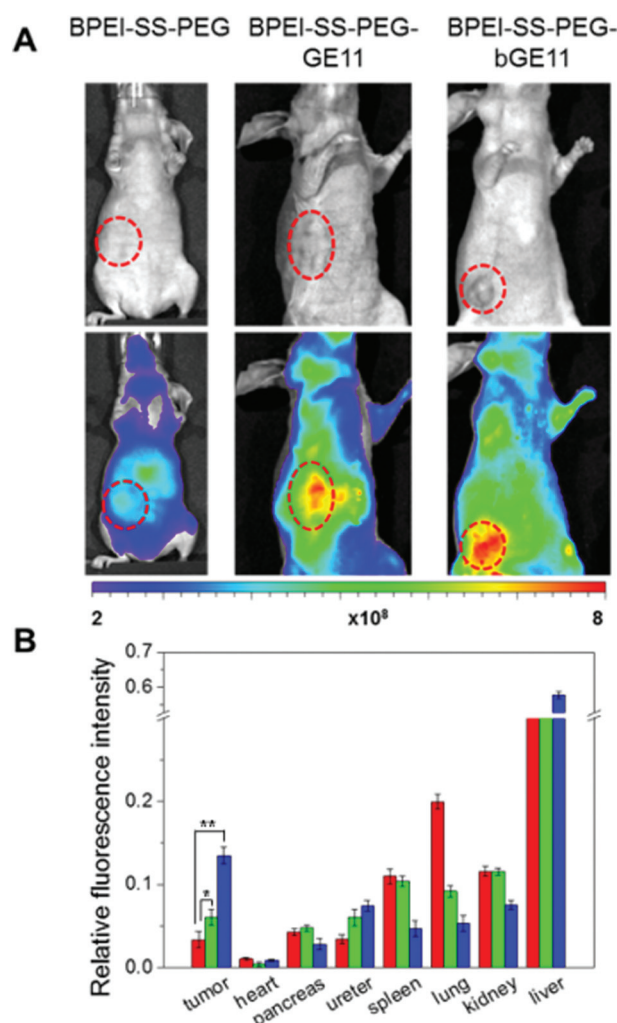 A
BPEI-SS-PEG
BPEI-SS-PEG-
GE11
BPEI-SS-PEG-
bGE11
2
x10⁸
8
B
Relative fluorescence intensity
0.7
0.6
0.2
0.1
0.0
**
*
tumor
heart
pancreas
ureter
spleen
lung
kidney
liver